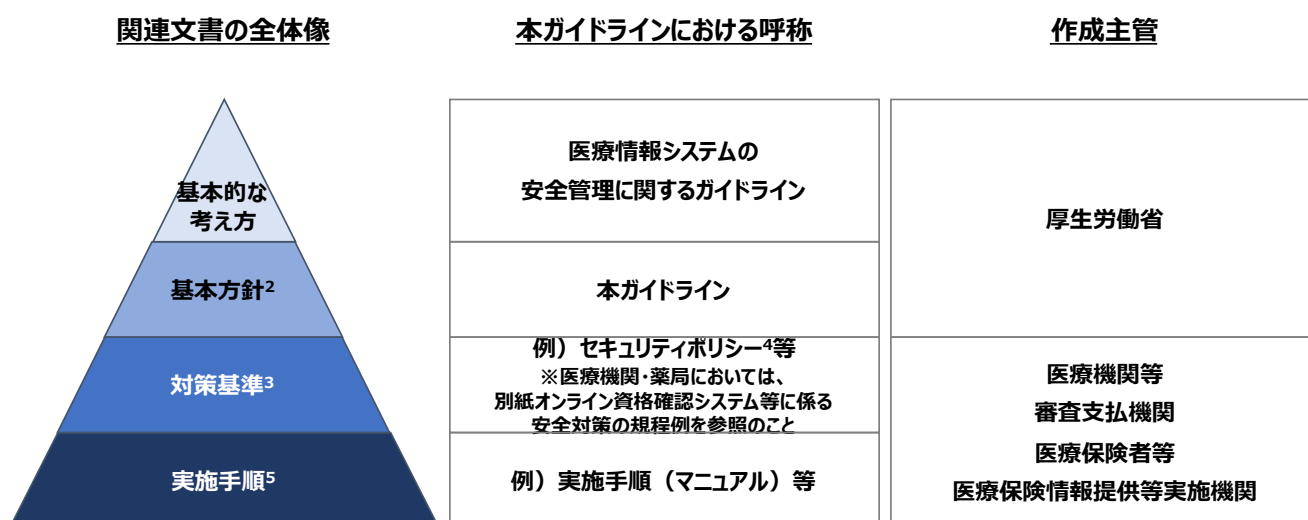 関連文書の全体像
本ガイドラインにおける呼称
作成主管
基本的な
考え方
医療情報システムの
安全管理に関するガイドライン
厚生労働省
基本方針2
本ガイドライン
対策基準3
例）セキュリティポリシー4等
※医療機関・薬局においては、
別紙オンライン資格確認システム等に係る
安全対策の規程例を参照のこと
医療機関等
審査支払機関
医療保険者等
医療保険情報提供等実施機関
実施手順5
例）実施手順（マニュアル）等